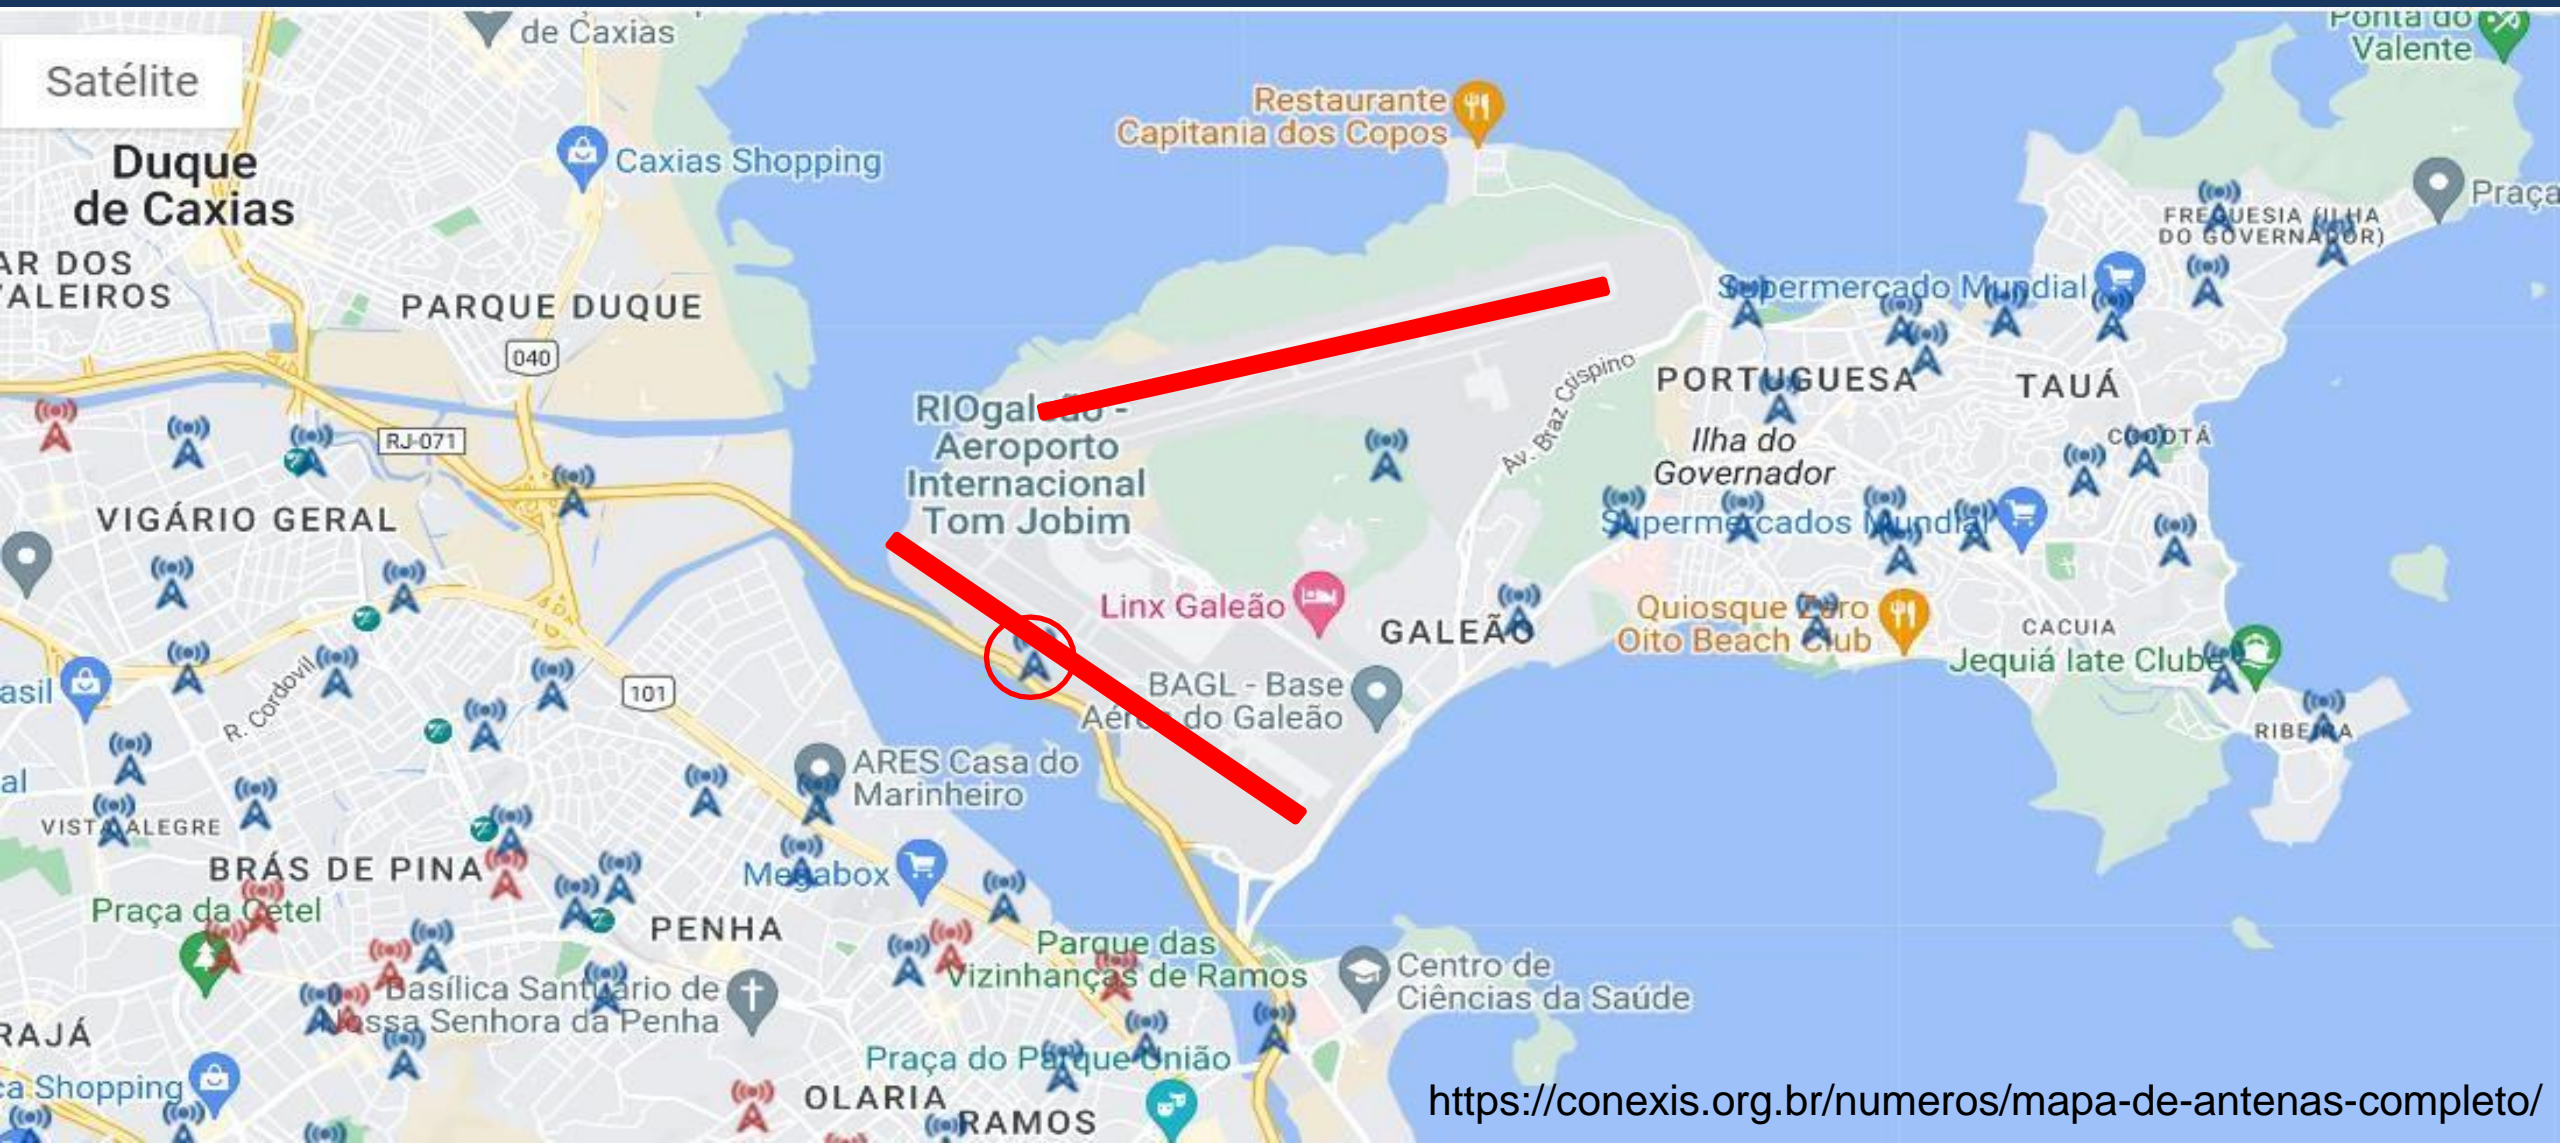 de Caxias
Ponta do
Valente
Satélite
Restaurante
Capitania dos Copos
Duque
de Caxias
Caxias Shopping
Praça
FREGUESIA (ILHA
DO GOVERNADOR)
AR DOS
PARQUE DUQUE
Supermercado Mundial
040
Av. Braz Crispino
PORTUGUESA
TAUÁ
RIOgaleão -
Aeroporto
Internacional
Tom Jobim
RJ-071
Ilha do
Governador
COCOTÁ
VIGÁRIO GERAL
Supermercados Mundial
Linx Galeão
GALEÃO
Quiosque Zero
Oito Beach Club
CACUIA
Jequiá Iate Clube
R. Cordovil
101
BAGL - Base
Aérea do Galeão
RIBEIRA
asil
al
ARES Casa do
Marinheiro
VISTA ALEGRE
BRÁS DE PINA
Megabox
Praça da Cetel
PENHA
Parque das
Vizinhanças de Ramos
Centro de
Ciências da Saúde
Basílica Santuário de
Nossa Senhora da Penha
RAJÁ
Praça do Parque União
ca Shopping
OLARIA
RAMOS
https://conexis.org.br/numeros/mapa-de-antenas-completo/